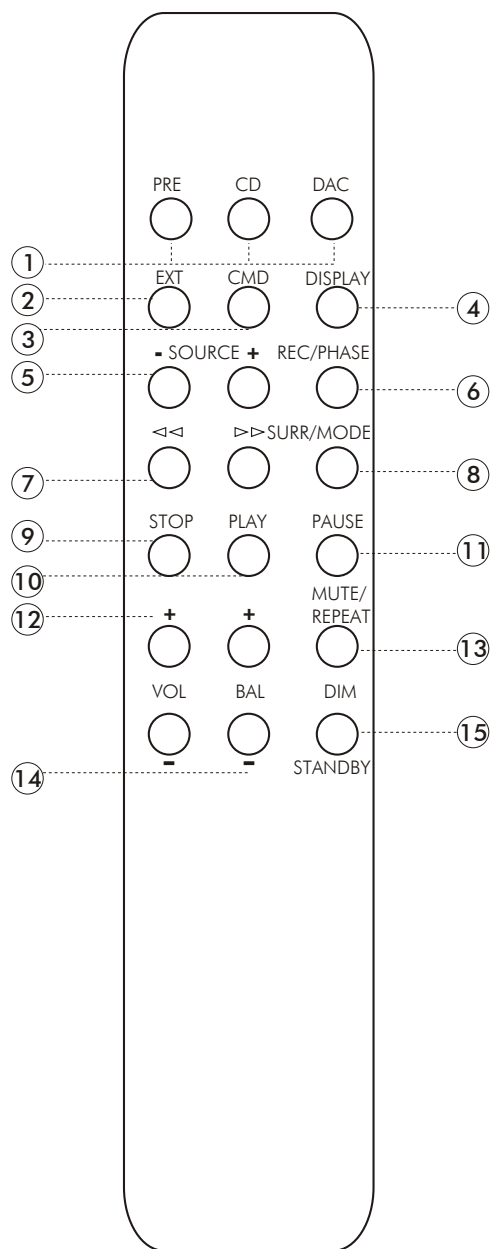 PRE CD DAC
1
EXT CMD DISPLAY
2
4
3
- SOURCE + REC/PHASE
5
6
◁◁ ▷▷ SURR/MODE
7
8
STOP PLAY PAUSE
9
11
10
MUTE/
12
+ + REPEAT
13
VOL BAL DIM
15
- - STANDBY
14